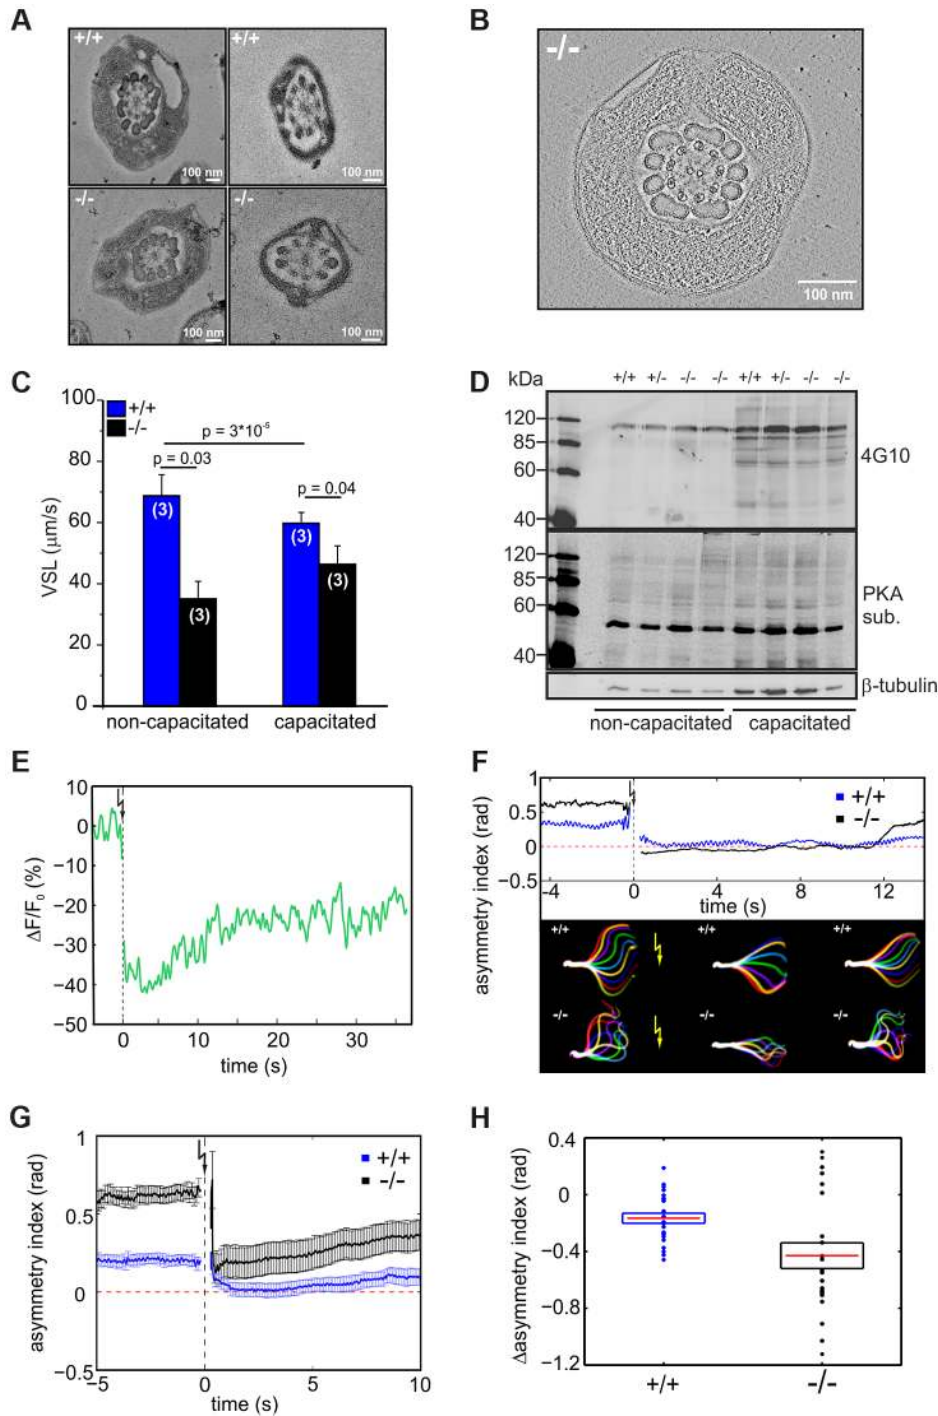 A
+/+
+/+
100 nm
100 nm
-/-
-/-
100 nm
100 nm
B
-/-
100 nm
C
100
80
60
40
20
0
VSL (μm/s)
+/+
-/-
p = 3*10⁻⁵
p = 0.03
p = 0.04
(3)
(3)
(3)
(3)
non-capacitated
capacitated
D
kDa
+/+ +/- -/- -/- +/+ +/- -/- -/-
120
85
60
40
4G10
120
85
60
40
PKA
sub.
β-tubulin
non-capacitated
capacitated
E
10
0
−10
−20
−30
−40
−50
ΔF/F₀ (%)
0 10 20 30
time (s)
F
1
0.5
0
−0.5
asymmetry index (rad)
+/+
-/-
-4 0 4 8 12
time (s)
+/+ +/+ +/+
-/- -/- -/-
G
1
0.5
0
-0.5
asymmetry index (rad)
+/+
-/-
-5 0 5 10
time (s)
H
0.4
0
−0.4
−0.8
−1.2
Δasymmetry index (rad)
+/+ -/-